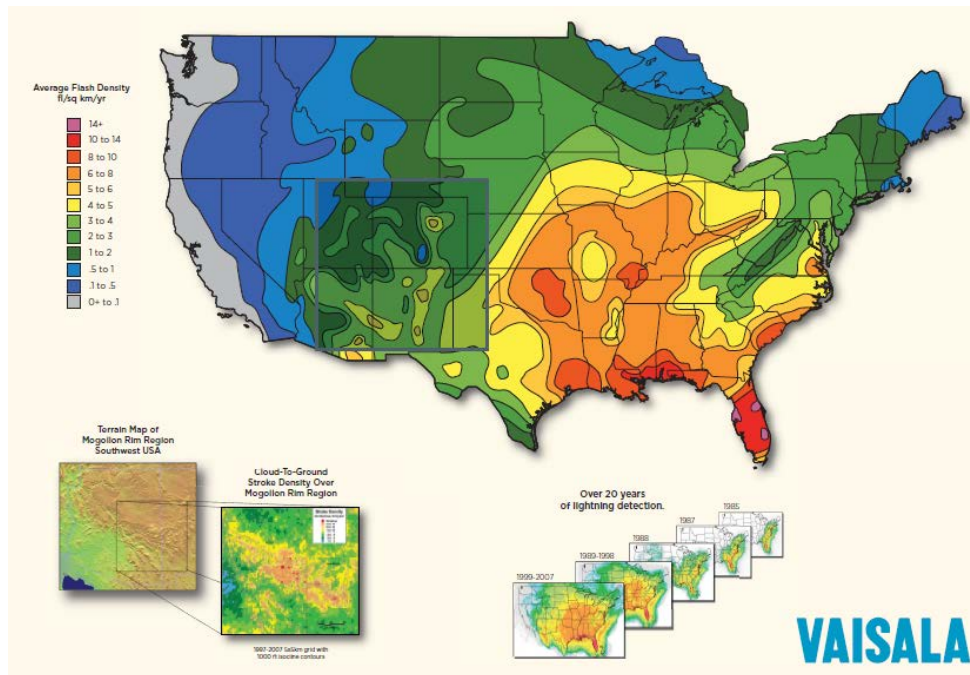 Average Flash Density
fl/sq km/yr
14+
10 to 14
8 to 10
6 to 8
5 to 6
4 to 5
3 to 4
2 to 3
1 to 2
.5 to 1
.1 to .5
0+ to .1
Terrain Map of
Mogollon Rim Region
Southwest USA
Cloud-To-Ground
Stroke Density Over
Mogollon Rim Region
Stroke Density
1997-2007 5x5km grid with
1000 ft isocline contours
Over 20 years
of lightning detection.
1985
1987
1988
1989-1998
1999-2007
VAISALA